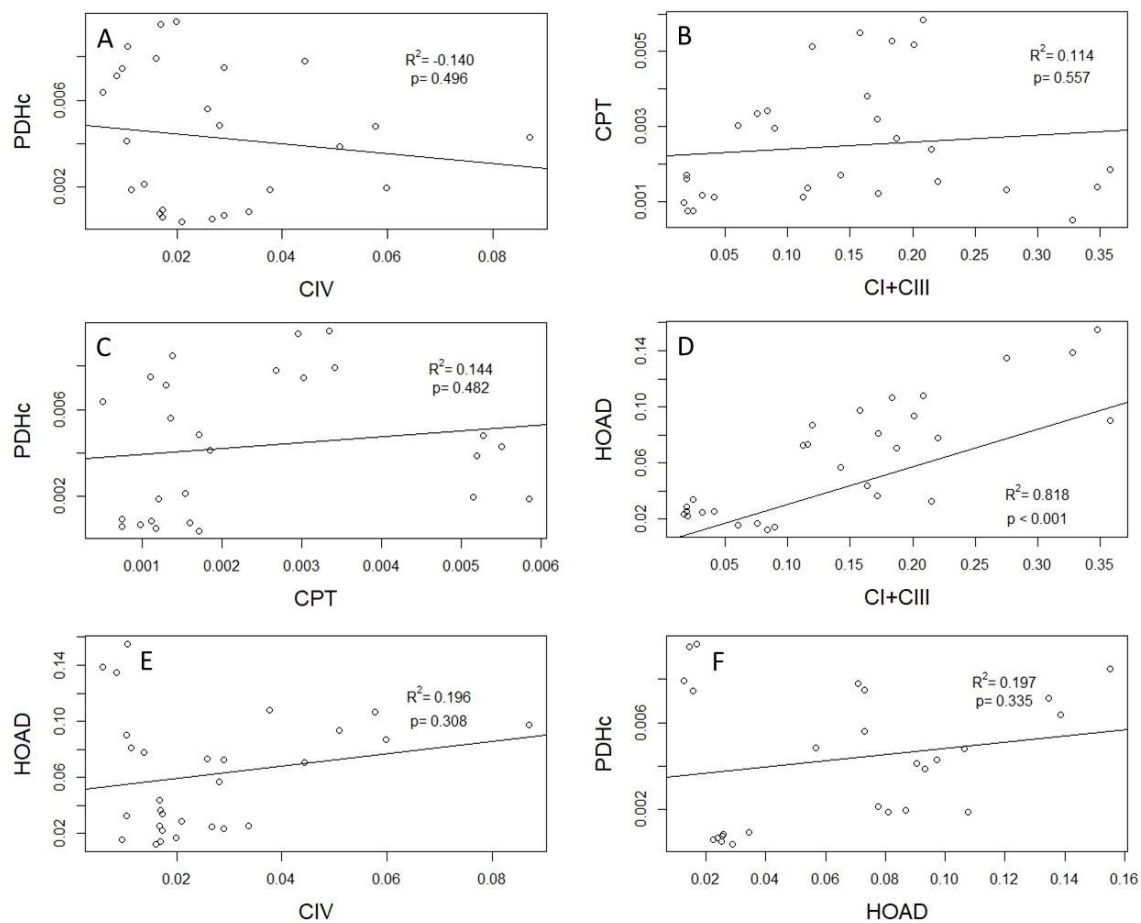 A
R²= -0.140
p= 0.496
PDHc
0.006
0.002
0.02
0.04
0.06
0.08
CIV
B
R²= 0.114
p= 0.557
CPT
0.005
0.003
0.001
0.05
0.10
0.15
0.20
0.25
0.30
0.35
CI+CIII
C
R²= 0.144
p= 0.482
PDHc
0.006
0.002
0.001
0.002
0.003
0.004
0.005
0.006
CPT
D
R²= 0.818
p < 0.001
HOAD
0.14
0.10
0.06
0.02
0.05
0.10
0.15
0.20
0.25
0.30
0.35
CI+CIII
E
R²= 0.196
p= 0.308
HOAD
0.14
0.10
0.06
0.02
0.02
0.04
0.06
0.08
CIV
F
R²= 0.197
p= 0.335
PDHc
0.006
0.002
0.02
0.04
0.06
0.08
0.10
0.12
0.14
0.16
HOAD